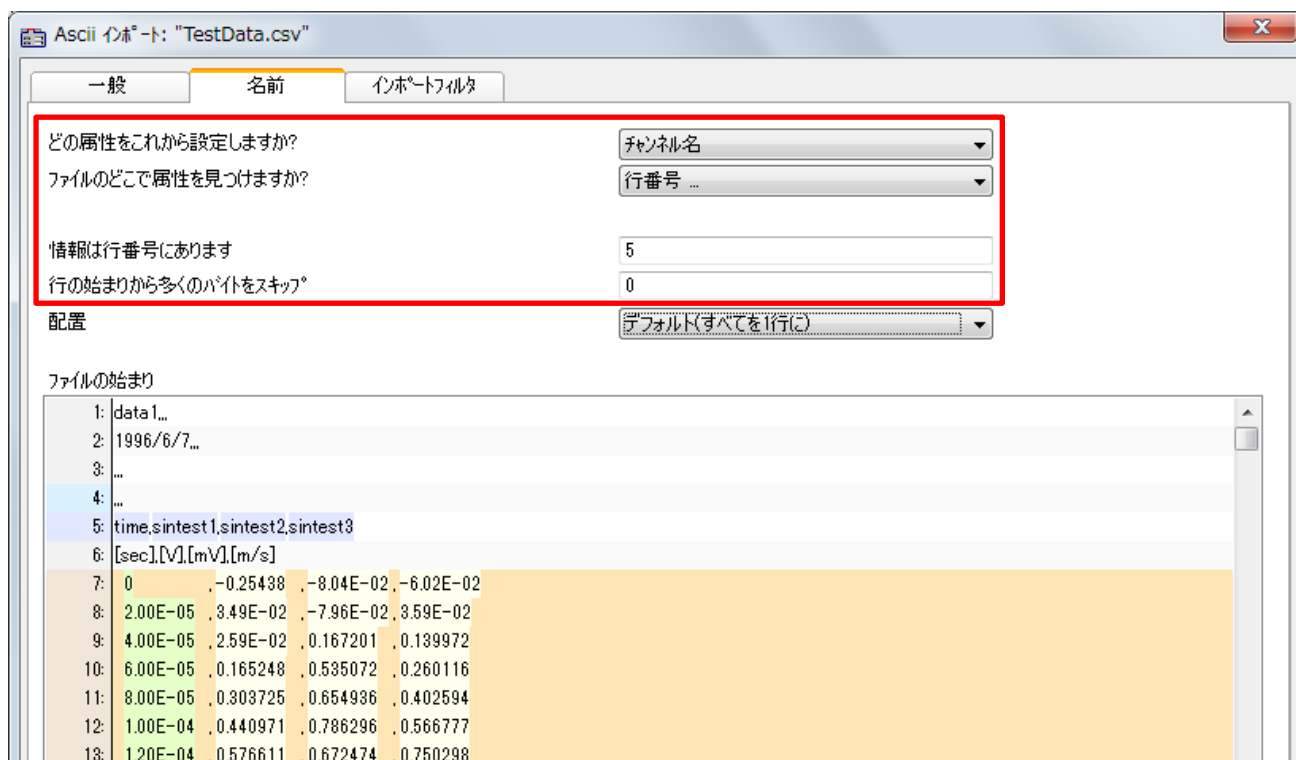 Ascii ｲﾝﾎﾟｰﾄ: "TestData.csv"
一般 名前 ｲﾝﾎﾟｰﾄﾌｨﾙﾀ
どの属性をこれから設定しますか? ﾁｬﾝﾈﾙ名
ﾌｧｲﾙのどこで属性を見つけますか? 行番号 ...
情報は行番号にあります 5
行の始まりから多くのﾊﾞｲﾄをｽｷｯﾌﾟ 0
配置 デフォルト(すべてを1行に)
ﾌｧｲﾙの始まり
1: data1,,,
2: 1996/6/7,,,
3: ,,,
4: ,,,
5: time,sintest1,sintest2,sintest3
6: [sec],[V],[mV],[m/s]
7: 0 ,-0.25438 ,-8.04E-02 ,-6.02E-02
8: 2.00E-05 ,3.49E-02 ,-7.96E-02 ,3.59E-02
9: 4.00E-05 ,2.59E-02 ,0.167201 ,0.139972
10: 6.00E-05 ,0.165248 ,0.535072 ,0.260116
11: 8.00E-05 ,0.303725 ,0.654936 ,0.402594
12: 1.00E-04 ,0.440971 ,0.786296 ,0.566777
13: 1.20E-04 ,0.576611 ,0.672474 ,0.750298